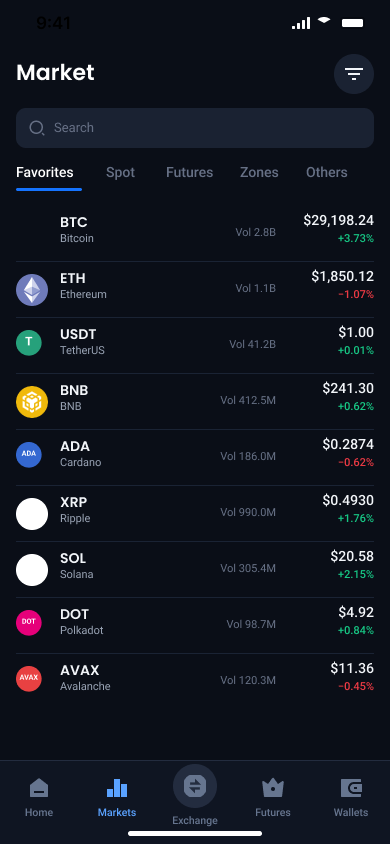 9:41
Market
Search
Favorites Spot Futures Zones Others
BTC
Bitcoin
Vol 2.8B
$29,198.24
+3.73%
ETH
Ethereum
Vol 1.1B
$1,850.12
−1.07%
T
USDT
TetherUS
Vol 41.2B
$1.00
+0.01%
BNB
BNB
Vol 412.5M
$241.30
+0.62%
ADA
ADA
Cardano
Vol 186.0M
$0.2874
−0.62%
XRP
Ripple
Vol 990.0M
$0.4930
+1.76%
SOL
Solana
Vol 305.4M
$20.58
+2.15%
DOT
DOT
Polkadot
Vol 98.7M
$4.92
+0.84%
AVAX
AVAX
Avalanche
Vol 120.3M
$11.36
−0.45%
Home Markets Exchange Futures Wallets